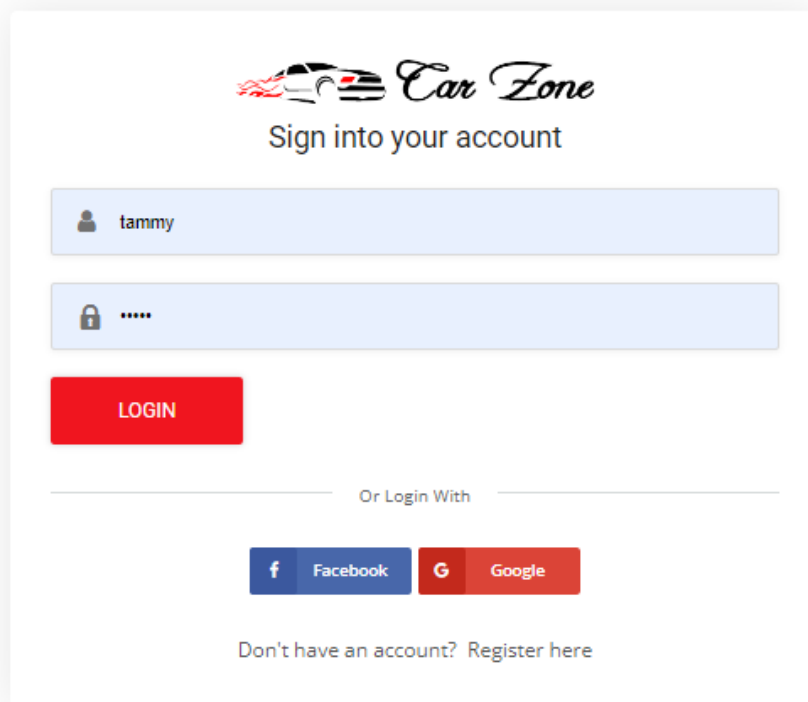 Car Zone
Sign into your account
tammy
•••••
LOGIN
Or Login With
f Facebook G Google
Don't have an account? Register here